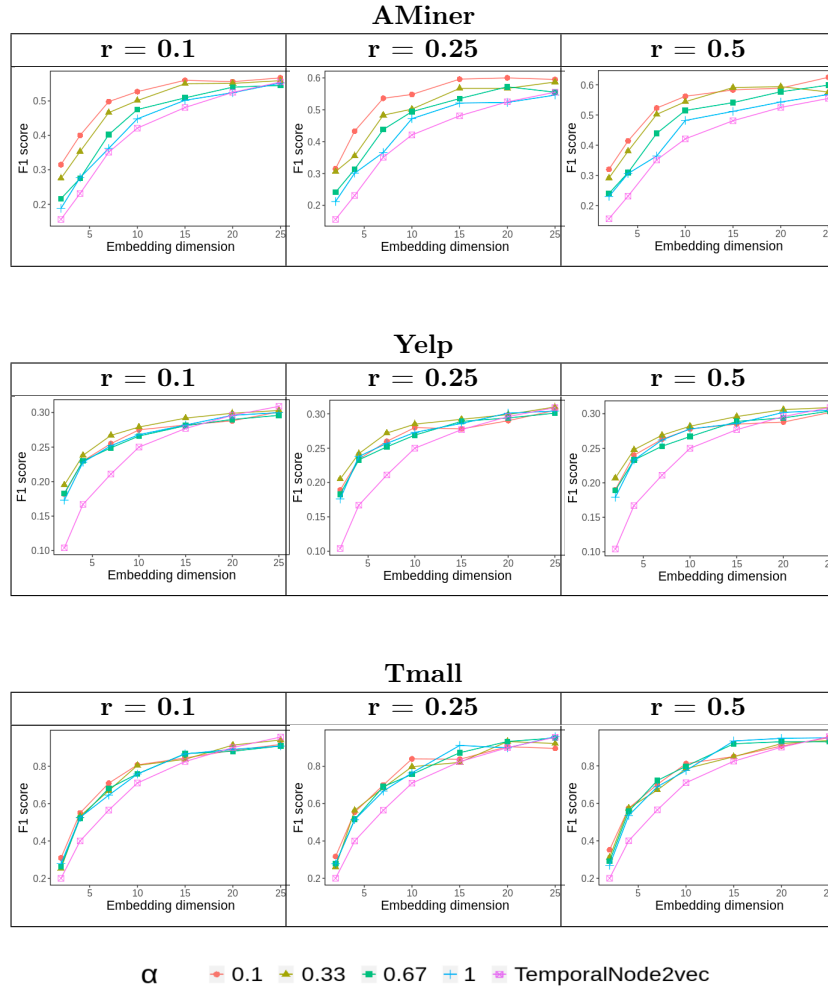 AMiner
r = 0.1 r = 0.25 r = 0.5
0.5 0.4 0.3 0.2
F1 score
5 10 15 20 25
Embedding dimension
0.6 0.5 0.4 0.3 0.2
F1 score
5 10 15 20 25
Embedding dimension
0.6 0.5 0.4 0.3 0.2
F1 score
5 10 15 20
Embedding dimension
Yelp
r = 0.1 r = 0.25 r = 0.5
0.30 0.25 0.20 0.15 0.10
F1 score
5 10 15 20 25
Embedding dimension
0.30 0.25 0.20 0.15 0.10
F1 score
5 10 15 20 25
Embedding dimension
0.30 0.25 0.20 0.15 0.10
F1 score
5 10 15 20
Embedding dimension
Tmall
r = 0.1 r = 0.25 r = 0.5
0.8 0.6 0.4 0.2
F1 score
5 10 15 20 25
Embedding dimension
0.8 0.6 0.4 0.2
F1 score
5 10 15 20 25
Embedding dimension
0.8 0.6 0.4 0.2
F1 score
5 10 15 20
Embedding dimension
α 0.1 0.33 0.67 1 TemporalNode2vec